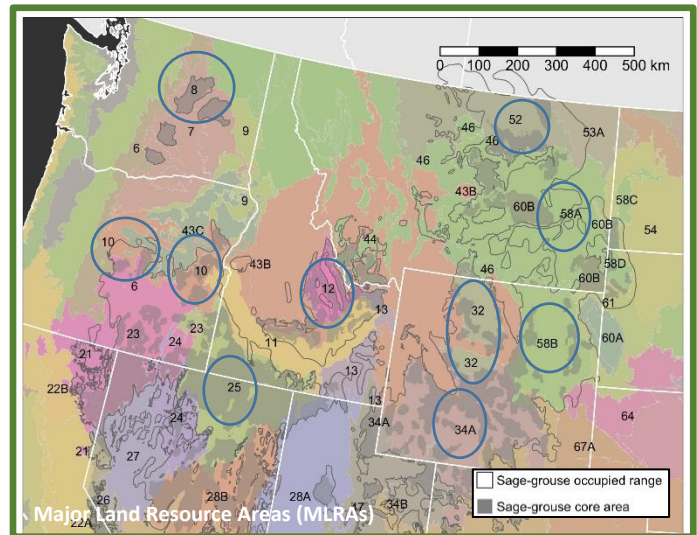 0 100 200 300 400 500 km
8
52
7
46
46
53A
6
9
46
9
43B
60B
58A
58C
54
10
43C
10
44
60B
6
43B
46
58D
12
60B
13
61
32
23
23
11
58B
60A
24
32
21
13
25
13
22B
34A
34A
64
24
21
27
67A
Sage-grouse occupied range
26
28B
28A
17
34B
Sage-grouse core area
22A
Major Land Resource Areas (MLRAs)